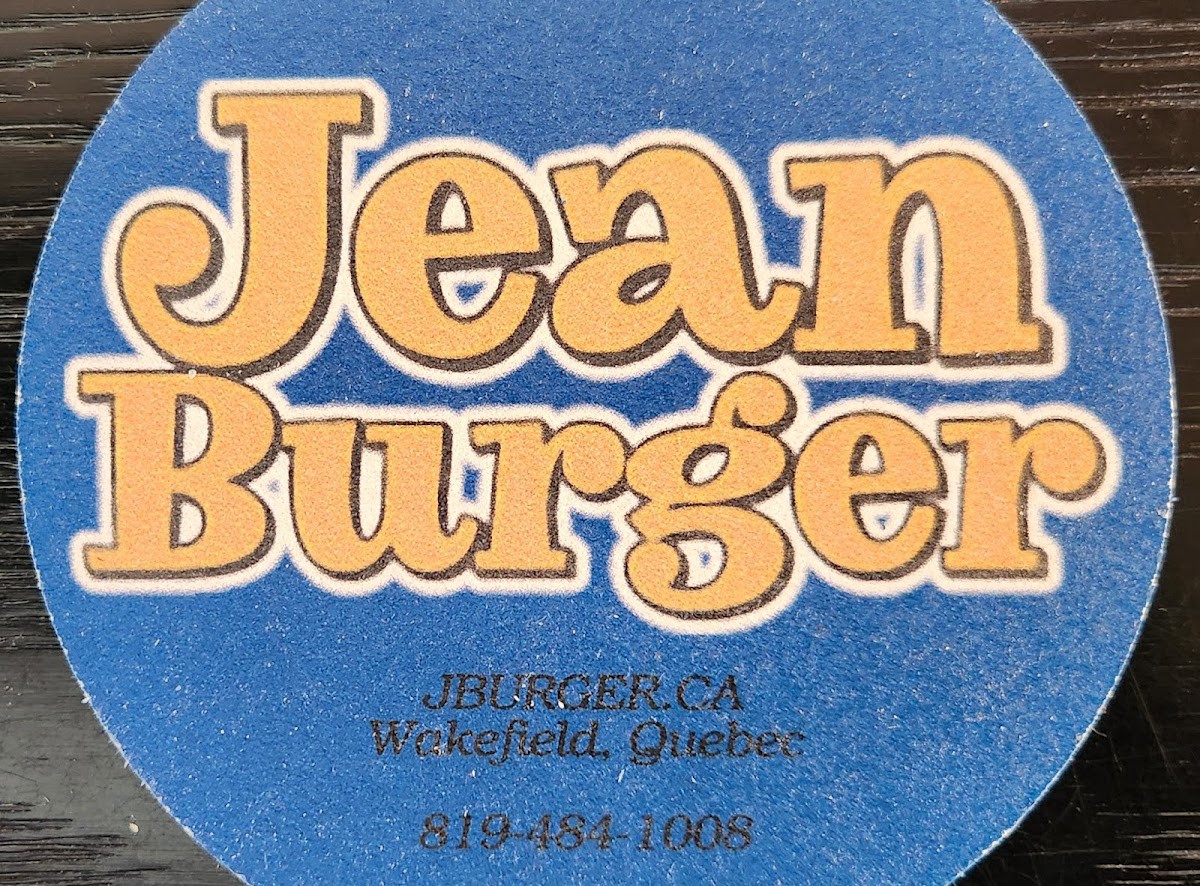 Jean
Burger
JBURGER.CA
Wakefield, Quebec
819-484-1008